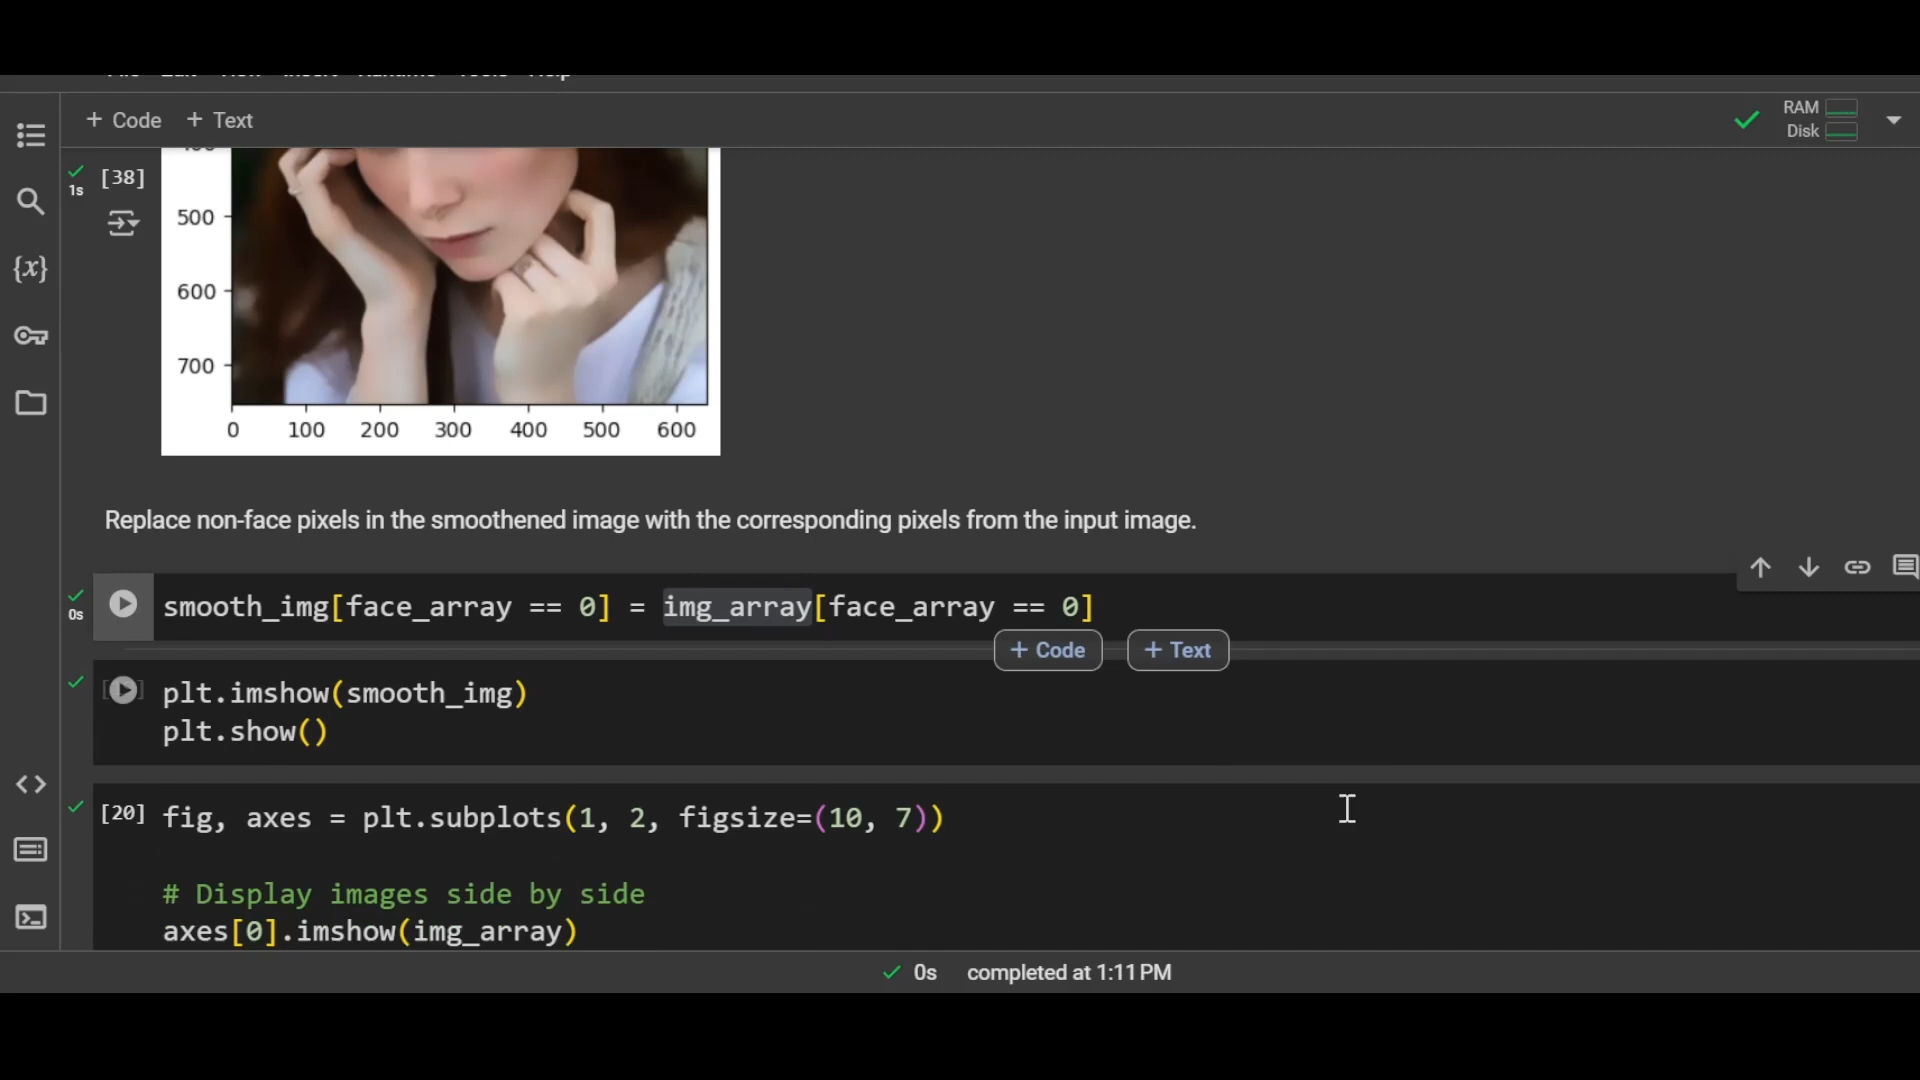 + Code + Text
RAM
Disk
1s
[38]
500
600
700
0 100 200 300 400 500 600
{x}
Replace non-face pixels in the smoothened image with the corresponding pixels from the input image.
0s
smooth_img[face_array == 0] = img_array[face_array == 0]
+ Code + Text
plt.imshow(smooth_img)
plt.show()
[20] fig, axes = plt.subplots(1, 2, figsize=(10, 7))
# Display images side by side
axes[0].imshow(img_array)
0s completed at 1:11 PM